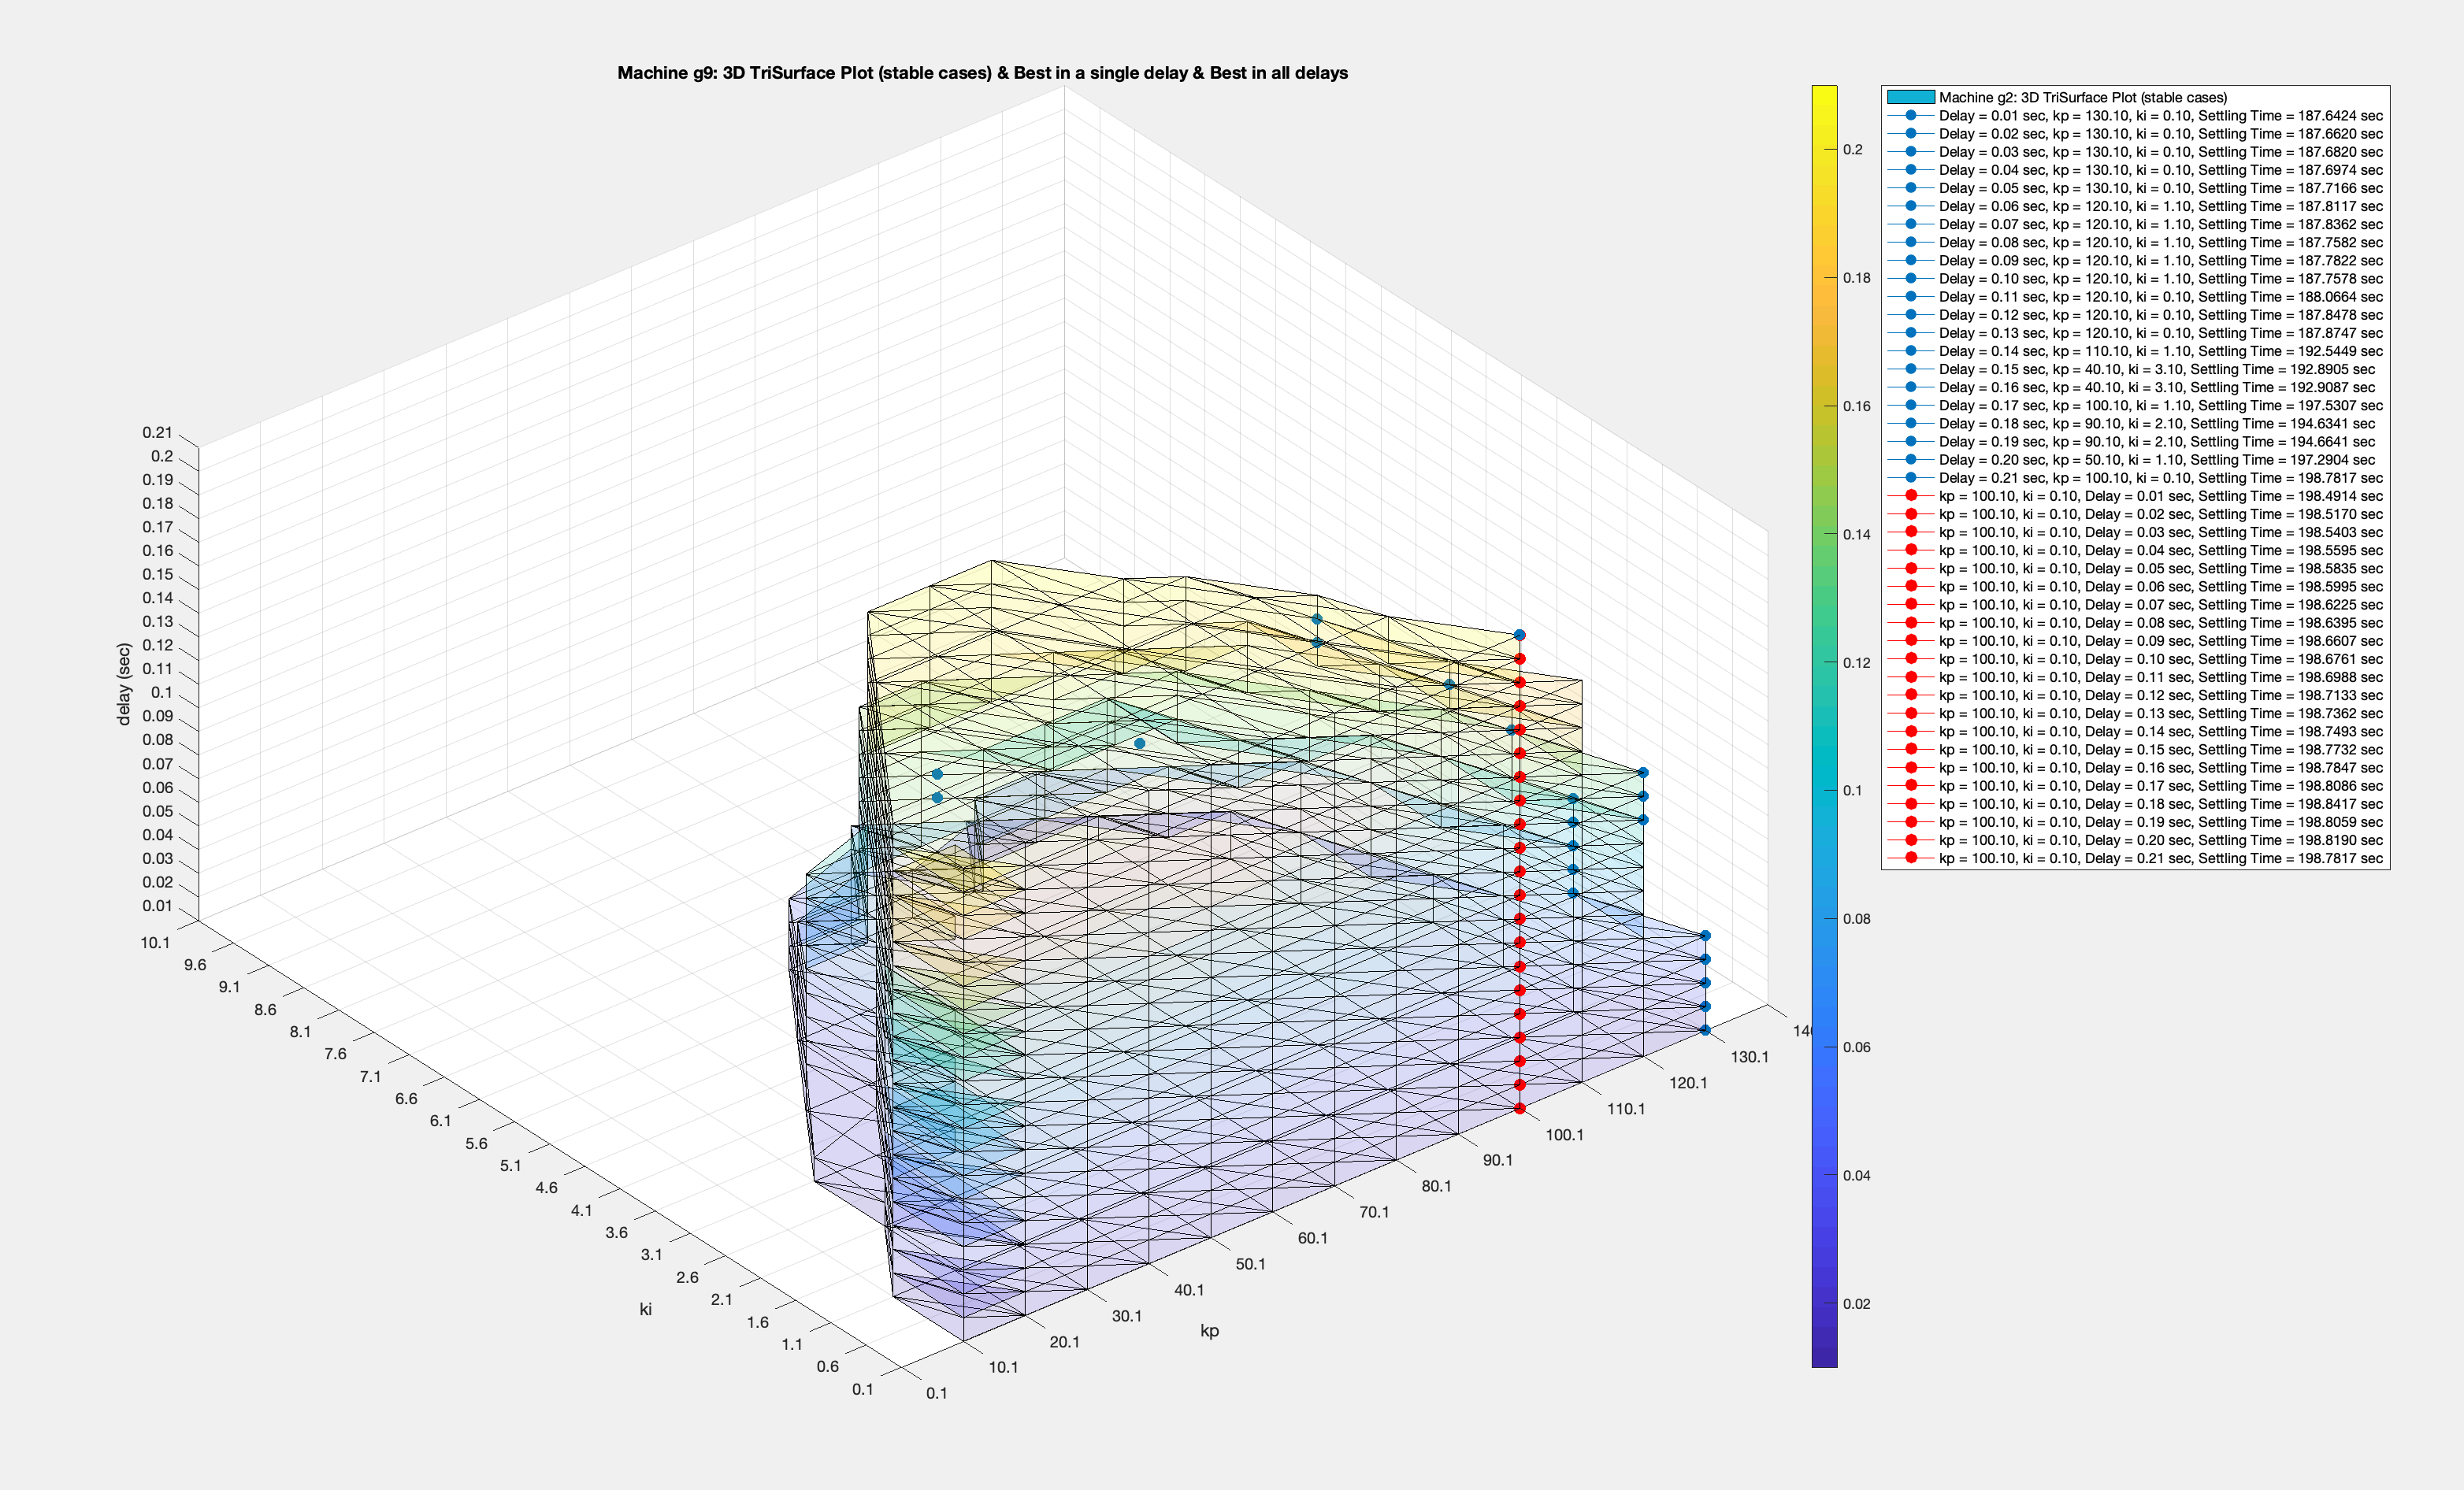 Machine g9: 3D TriSurface Plot (stable cases) & Best in a single delay & Best in all delays
Machine g2: 3D TriSurface Plot (stable cases)
Delay = 0.01 sec, kp = 130.10, ki = 0.10, Settling Time = 187.6424 sec
Delay = 0.02 sec, kp = 130.10, ki = 0.10, Settling Time = 187.6620 sec
Delay = 0.03 sec, kp = 130.10, ki = 0.10, Settling Time = 187.6820 sec
Delay = 0.04 sec, kp = 130.10, ki = 0.10, Settling Time = 187.6974 sec
Delay = 0.05 sec, kp = 130.10, ki = 0.10, Settling Time = 187.7166 sec
Delay = 0.06 sec, kp = 120.10, ki = 1.10, Settling Time = 187.8117 sec
Delay = 0.07 sec, kp = 120.10, ki = 1.10, Settling Time = 187.8362 sec
Delay = 0.08 sec, kp = 120.10, ki = 1.10, Settling Time = 187.7582 sec
Delay = 0.09 sec, kp = 120.10, ki = 1.10, Settling Time = 187.7822 sec
Delay = 0.10 sec, kp = 120.10, ki = 1.10, Settling Time = 187.7578 sec
Delay = 0.11 sec, kp = 120.10, ki = 0.10, Settling Time = 188.0664 sec
Delay = 0.12 sec, kp = 120.10, ki = 0.10, Settling Time = 187.8478 sec
Delay = 0.13 sec, kp = 120.10, ki = 0.10, Settling Time = 187.8747 sec
Delay = 0.14 sec, kp = 110.10, ki = 1.10, Settling Time = 192.5449 sec
Delay = 0.15 sec, kp = 40.10, ki = 3.10, Settling Time = 192.8905 sec
Delay = 0.16 sec, kp = 40.10, ki = 3.10, Settling Time = 192.9087 sec
Delay = 0.17 sec, kp = 100.10, ki = 1.10, Settling Time = 197.5307 sec
Delay = 0.18 sec, kp = 90.10, ki = 2.10, Settling Time = 194.6341 sec
Delay = 0.19 sec, kp = 90.10, ki = 2.10, Settling Time = 194.6641 sec
Delay = 0.20 sec, kp = 50.10, ki = 1.10, Settling Time = 197.2904 sec
Delay = 0.21 sec, kp = 100.10, ki = 0.10, Settling Time = 198.7817 sec
kp = 100.10, ki = 0.10, Delay = 0.01 sec, Settling Time = 198.4914 sec
kp = 100.10, ki = 0.10, Delay = 0.02 sec, Settling Time = 198.5170 sec
kp = 100.10, ki = 0.10, Delay = 0.03 sec, Settling Time = 198.5403 sec
kp = 100.10, ki = 0.10, Delay = 0.04 sec, Settling Time = 198.5595 sec
kp = 100.10, ki = 0.10, Delay = 0.05 sec, Settling Time = 198.5835 sec
kp = 100.10, ki = 0.10, Delay = 0.06 sec, Settling Time = 198.5995 sec
kp = 100.10, ki = 0.10, Delay = 0.07 sec, Settling Time = 198.6225 sec
kp = 100.10, ki = 0.10, Delay = 0.08 sec, Settling Time = 198.6395 sec
kp = 100.10, ki = 0.10, Delay = 0.09 sec, Settling Time = 198.6607 sec
kp = 100.10, ki = 0.10, Delay = 0.10 sec, Settling Time = 198.6761 sec
kp = 100.10, ki = 0.10, Delay = 0.11 sec, Settling Time = 198.6988 sec
kp = 100.10, ki = 0.10, Delay = 0.12 sec, Settling Time = 198.7133 sec
kp = 100.10, ki = 0.10, Delay = 0.13 sec, Settling Time = 198.7362 sec
kp = 100.10, ki = 0.10, Delay = 0.14 sec, Settling Time = 198.7493 sec
kp = 100.10, ki = 0.10, Delay = 0.15 sec, Settling Time = 198.7732 sec
kp = 100.10, ki = 0.10, Delay = 0.16 sec, Settling Time = 198.7847 sec
kp = 100.10, ki = 0.10, Delay = 0.17 sec, Settling Time = 198.8086 sec
kp = 100.10, ki = 0.10, Delay = 0.18 sec, Settling Time = 198.8417 sec
kp = 100.10, ki = 0.10, Delay = 0.19 sec, Settling Time = 198.8059 sec
kp = 100.10, ki = 0.10, Delay = 0.20 sec, Settling Time = 198.8190 sec
kp = 100.10, ki = 0.10, Delay = 0.21 sec, Settling Time = 198.7817 sec
0.2
0.18
0.16
0.14
0.12
0.1
0.08
0.06
0.04
0.02
delay (sec)
0.21
0.2
0.19
0.18
0.17
0.16
0.15
0.14
0.13
0.12
0.11
0.1
0.09
0.08
0.07
0.06
0.05
0.04
0.03
0.02
0.01
10.1
9.6
9.1
8.6
8.1
7.6
7.1
6.6
6.1
5.6
5.1
4.6
4.1
3.6
3.1
2.6
2.1
1.6
1.1
0.6
0.1
ki
0.1
10.1
20.1
30.1
40.1
50.1
60.1
70.1
80.1
90.1
100.1
110.1
120.1
130.1
kp